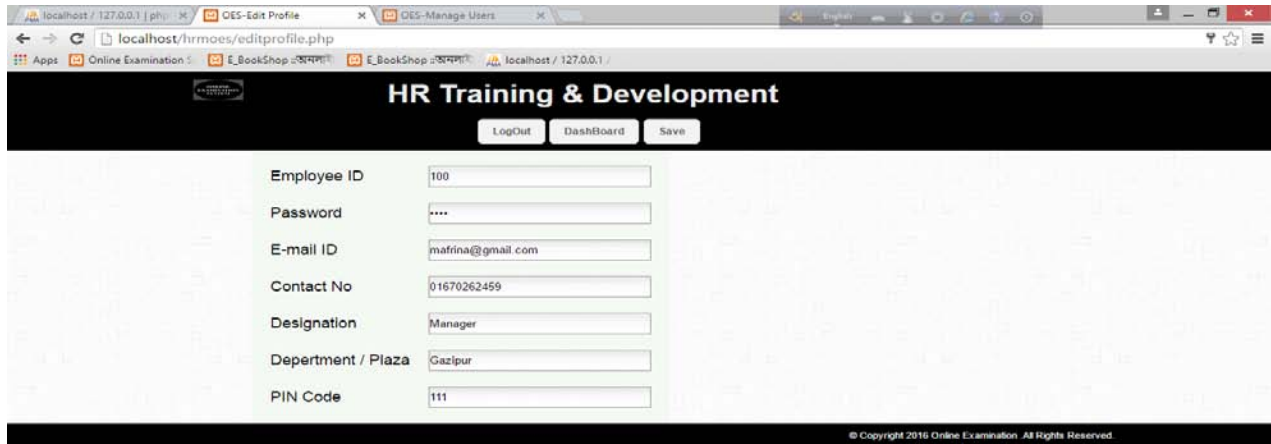 localhost / 127.0.0.1 | php
OES-Edit Profile
OES-Manage Users
English
localhost/hrmoes/editprofile.php
Apps
Online Examination S
E_BookShop
E_BookShop
localhost / 127.0.0.1 /
HR Training & Development
LogOut
DashBoard
Save
Employee ID 100
Password ••••
E-mail ID mafrina@gmail.com
Contact No 01670262459
Designation Manager
Depertment / Plaza Gazipur
PIN Code 111
© Copyright 2016 Online Examination .All Rights Reserved.